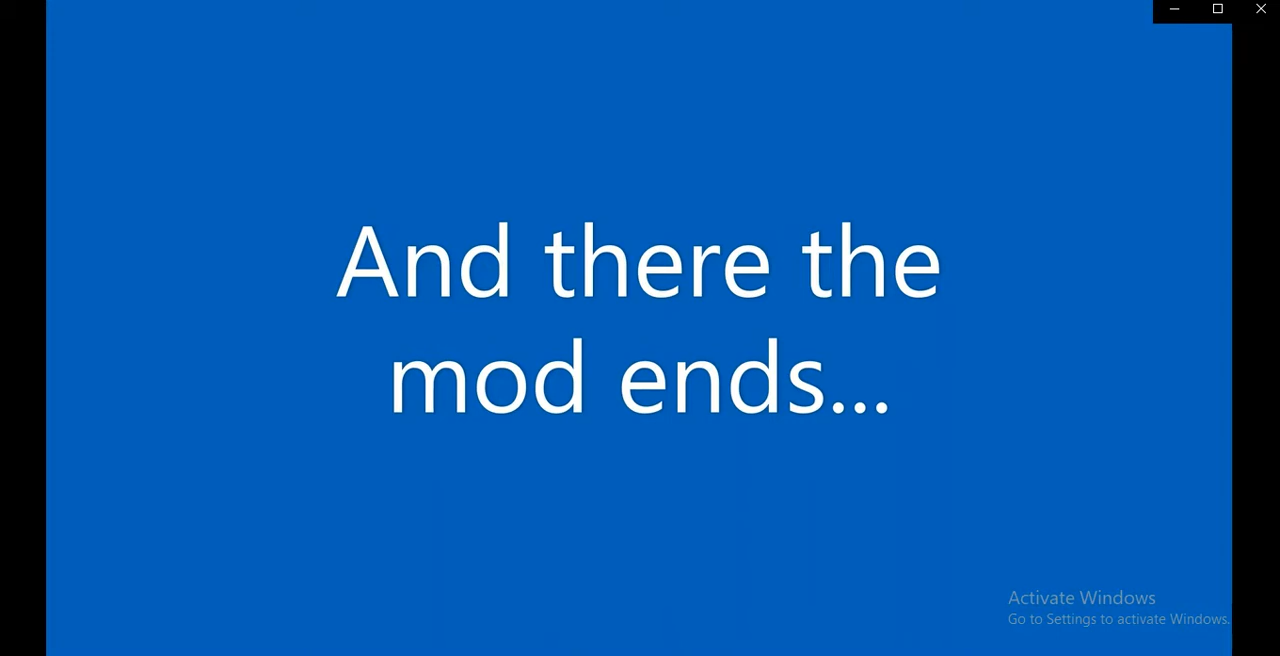 And there the
mod ends...
Activate Windows
Go to Settings to activate Windows.